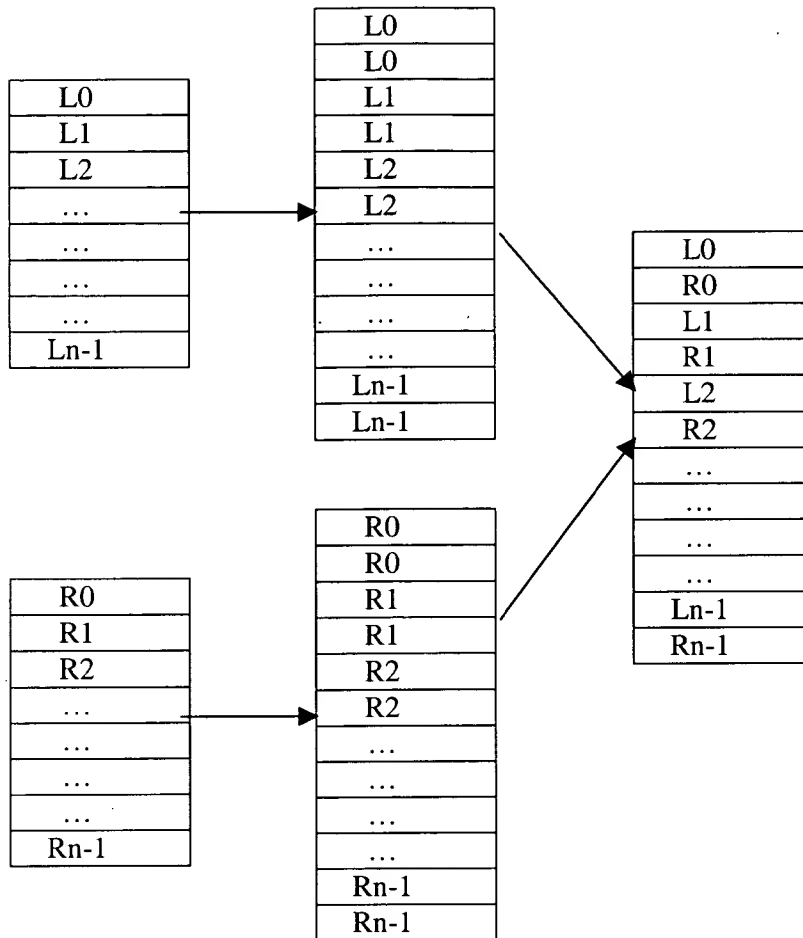 L0
L1
L2
…
…
…
…
Ln-1
L0
L0
L1
L1
L2
L2
…
…
…
…
Ln-1
Ln-1
R0
R1
R2
…
…
…
…
Rn-1
R0
R0
R1
R1
R2
R2
…
…
…
…
Rn-1
Rn-1
L0
R0
L1
R1
L2
R2
…
…
…
…
Ln-1
Rn-1